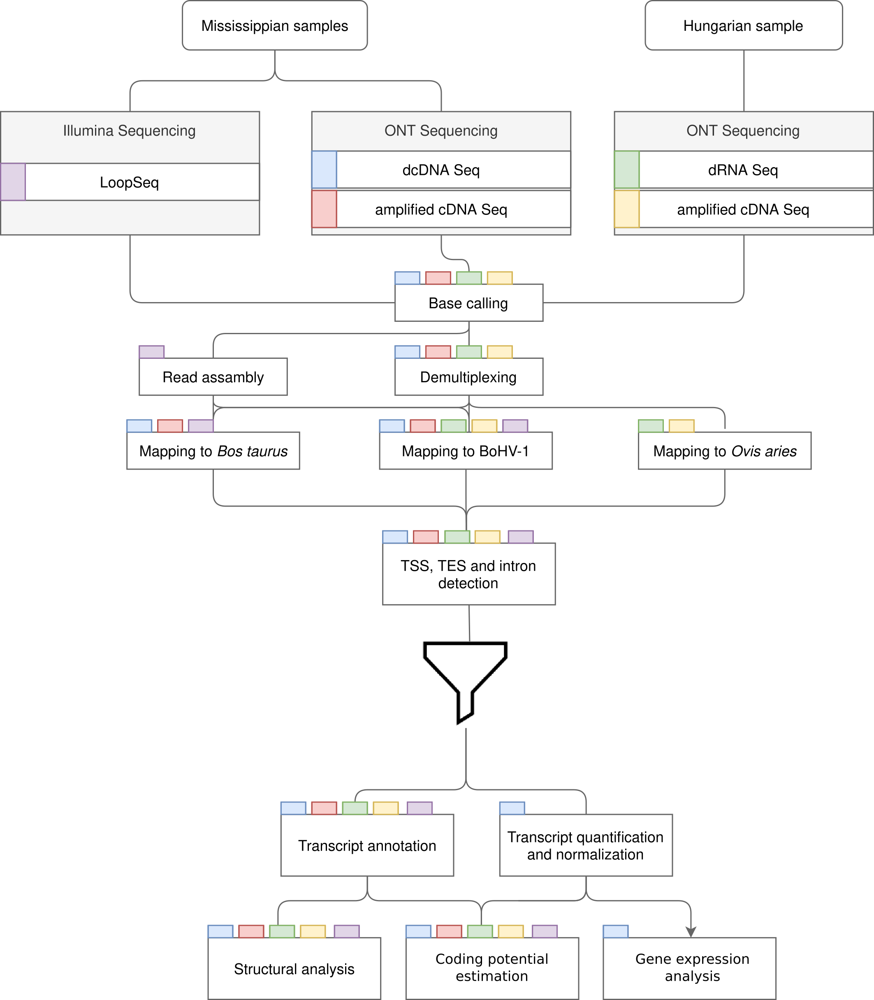 Mississippian samples
Hungarian sample
Illumina Sequencing
LoopSeq
ONT Sequencing
dcDNA Seq
amplified cDNA Seq
ONT Sequencing
dRNA Seq
amplified cDNA Seq
Base calling
Read assambly
Demultiplexing
Mapping to Bos taurus
Mapping to BoHV-1
Mapping to Ovis aries
TSS, TES and intron
detection
Transcript annotation
Transcript quantification
and normalization
Structural analysis
Coding potential
estimation
Gene expression
analysis